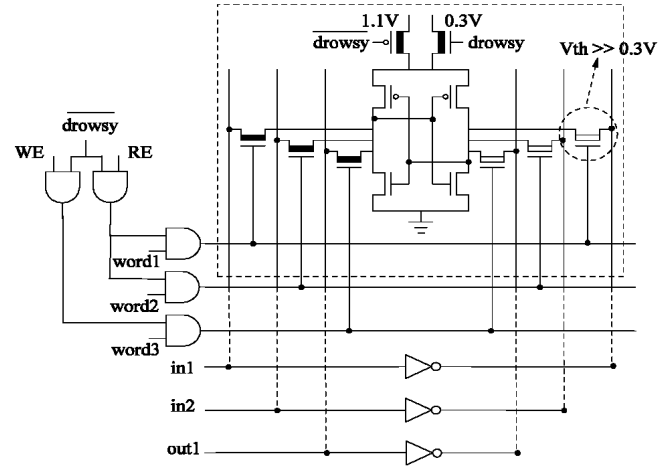 1.1V 0.3V
drowsy drowsy
Vth >> 0.3V
drowsy
WE RE
word1
word2
word3
in1
in2
out1